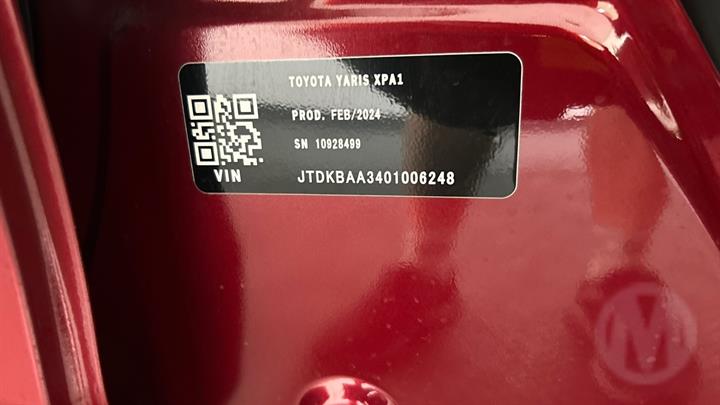 TOYOTA YARIS XPA1
PROD. FEB/2024
SN 10928499
VIN JTDKBAA3401006248
M